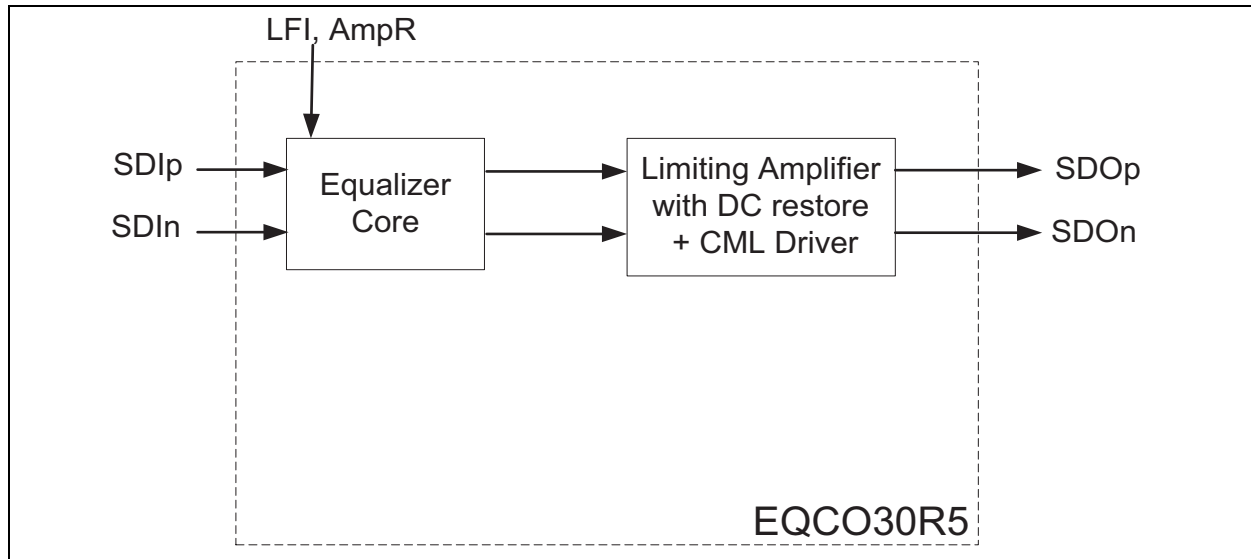 LFI, AmpR
SDIp
SDIn
Equalizer
Core
Limiting Amplifier
with DC restore
+ CML Driver
SDOp
SDOn
EQCO30R5